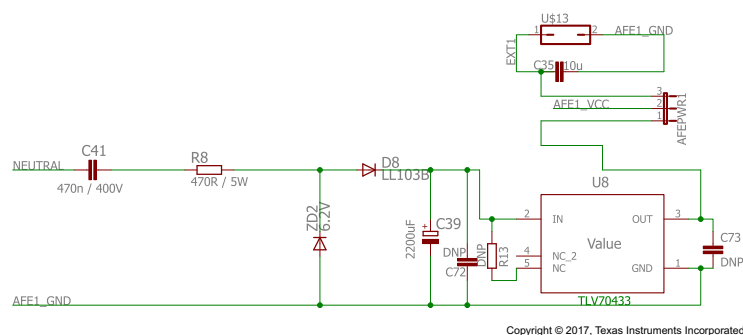 U$13
1
2
AFE1_GND
EXT1
C35
10u
3
AFE1_VCC
2
1
AFEPWR1
C41
NEUTRAL
470n / 400V
R8
470R / 5W
D8
LL103B
U8
ZD2
6.2V
C39
2200uF
DNP
C72
DNP
R13
2
IN
OUT
3
Value
4
NC_2
5
NC
GND
1
C73
DNP
AFE1_GND
TLV70433
Copyright © 2017, Texas Instruments Incorporated